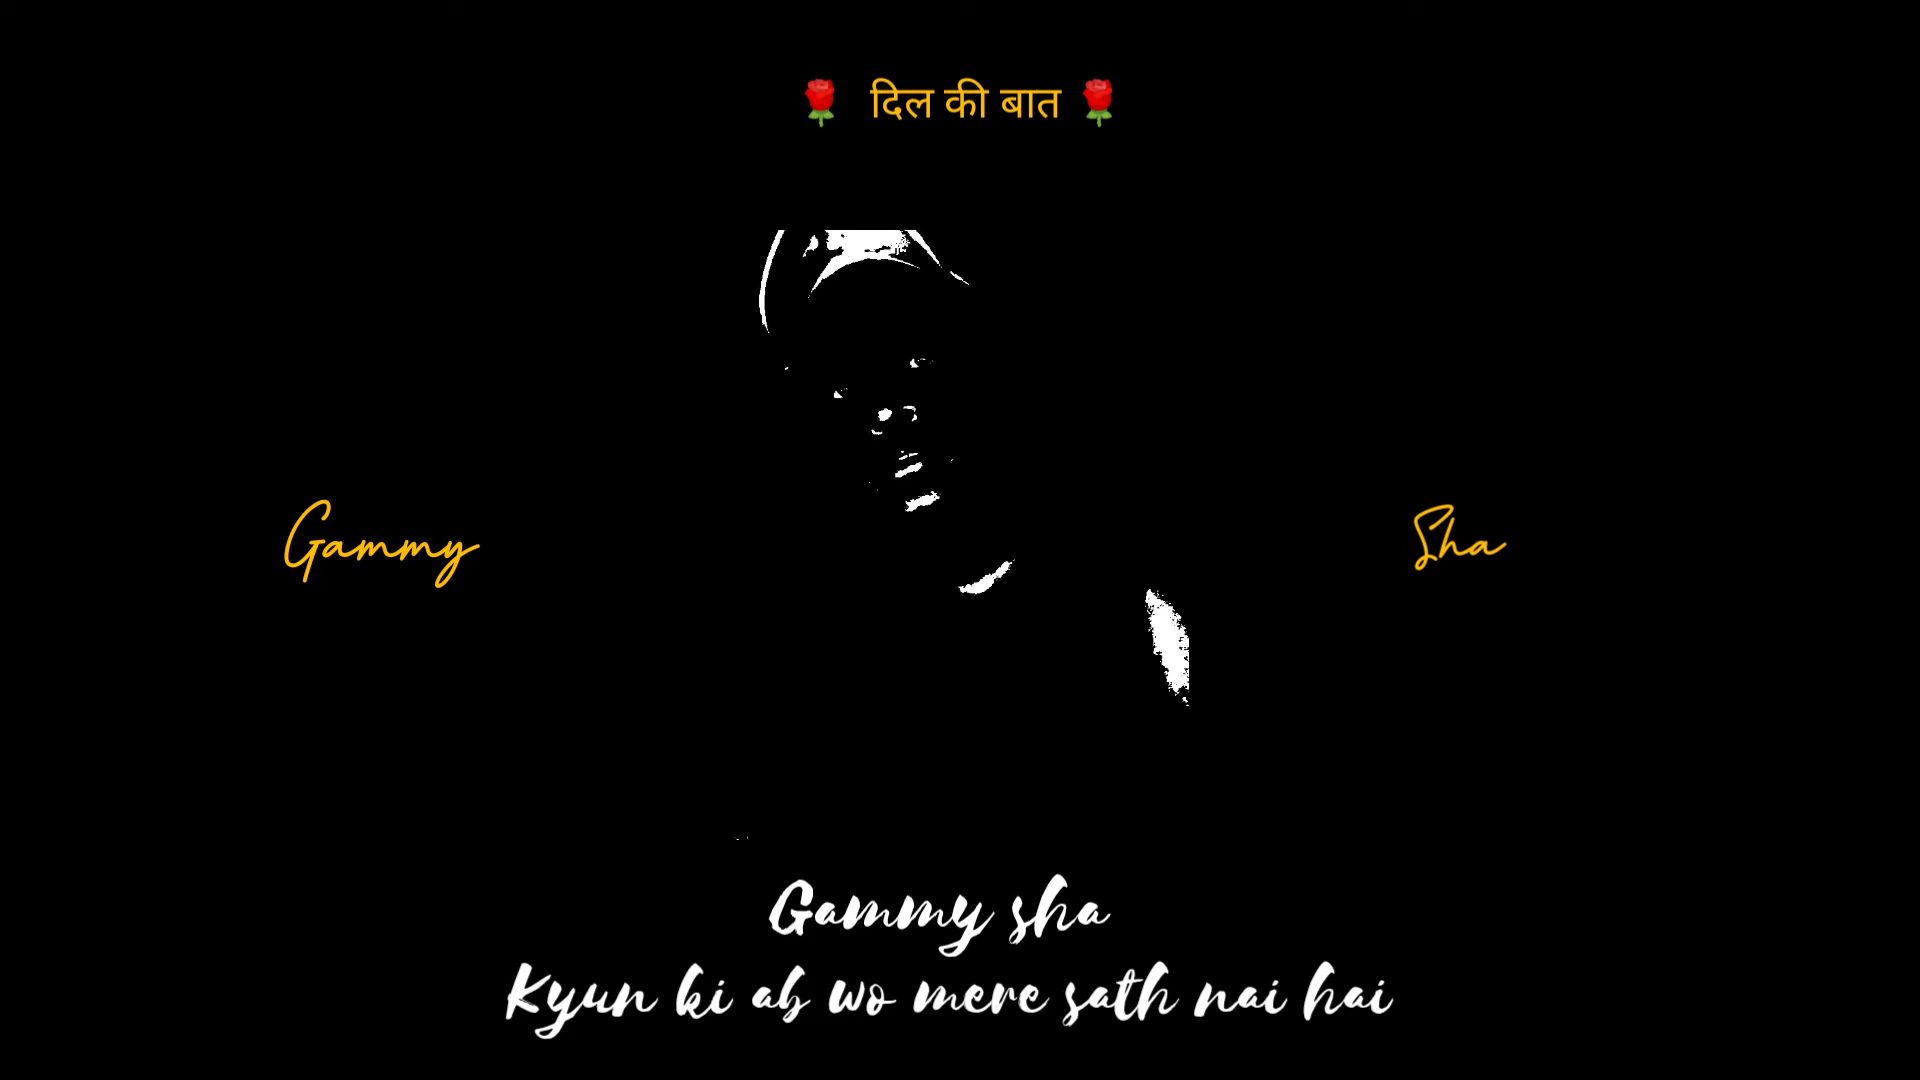 🌹 दिल की बात 🌹
Gammy
Sha
Gammy sha
Kyun ki ab wo mere sath nai hai